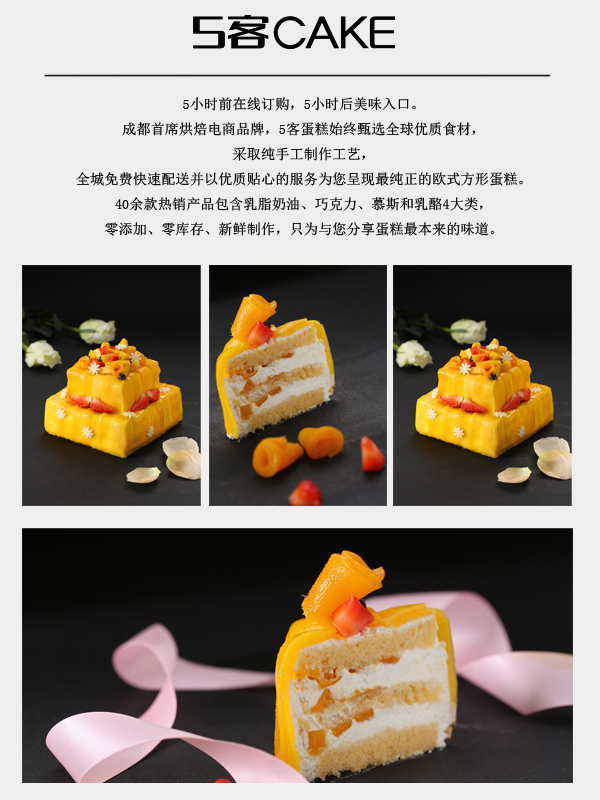 5客CAKE
5小时前在线订购，5小时后美味入口。
成都首席烘焙电商品牌，5客蛋糕始终甄选全球优质食材，
采取纯手工制作工艺，
全城免费快速配送并以优质贴心的服务为您呈现最纯正的欧式方形蛋糕。
40余款热销产品包含乳脂奶油、巧克力、慕斯和乳酪4大类，
零添加、零库存、新鲜制作，只为与您分享蛋糕最本来的味道。